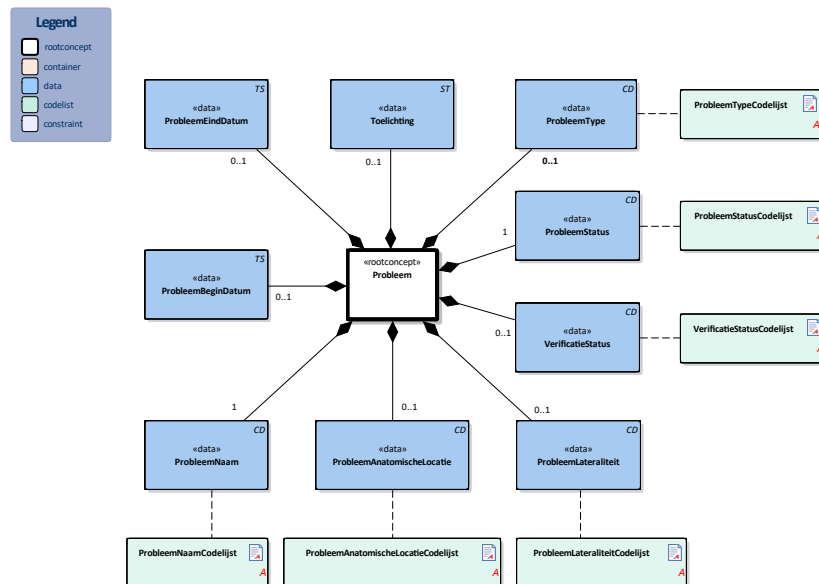 Legend
rootconcept
container
data
codelist
constraint
TS
«data»
ProbleemEindDatum
0..1
ST
«data»
Toelichting
0..1
CD
«data»
ProbleemType
0..1
ProbleemTypeCodelijst
A
CD
«data»
ProbleemStatus
1
ProbleemStatusCodelijst
TS
«data»
ProbleemBeginDatum
0..1
«rootconcept»
Probleem
CD
«data»
VerificatieStatus
0..1
VerificatieStatusCodelijst
1
CD
«data»
ProbleemNaam
0..1
CD
«data»
ProbleemAnatomischeLocatie
0..1
CD
«data»
ProbleemLateraliteit
ProbleemNaamCodelijst
A
ProbleemAnatomischeLocatieCodelijst
A
ProbleemLateraliteitCodelijst
A